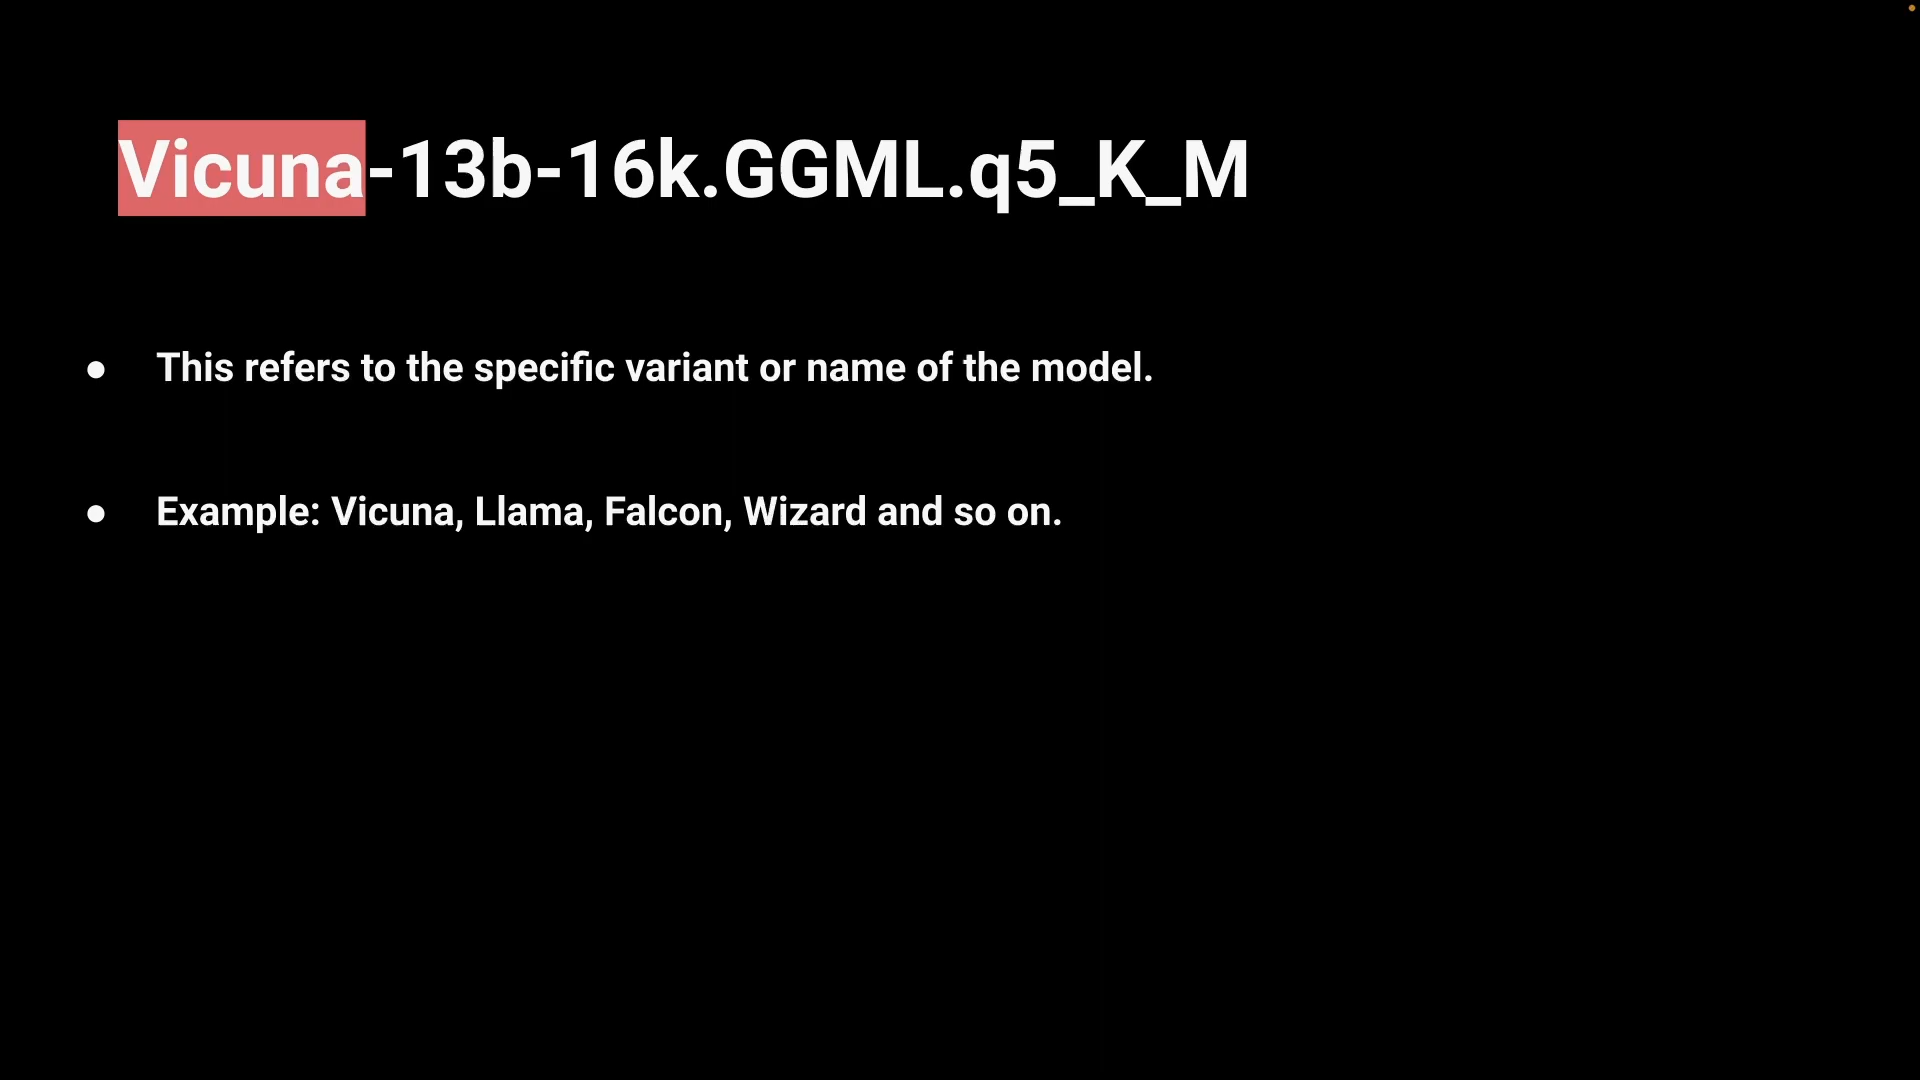 Vicuna-13b-16k.GGML.q5_K_M
● This refers to the specific variant or name of the model.
● Example: Vicuna, Llama, Falcon, Wizard and so on.